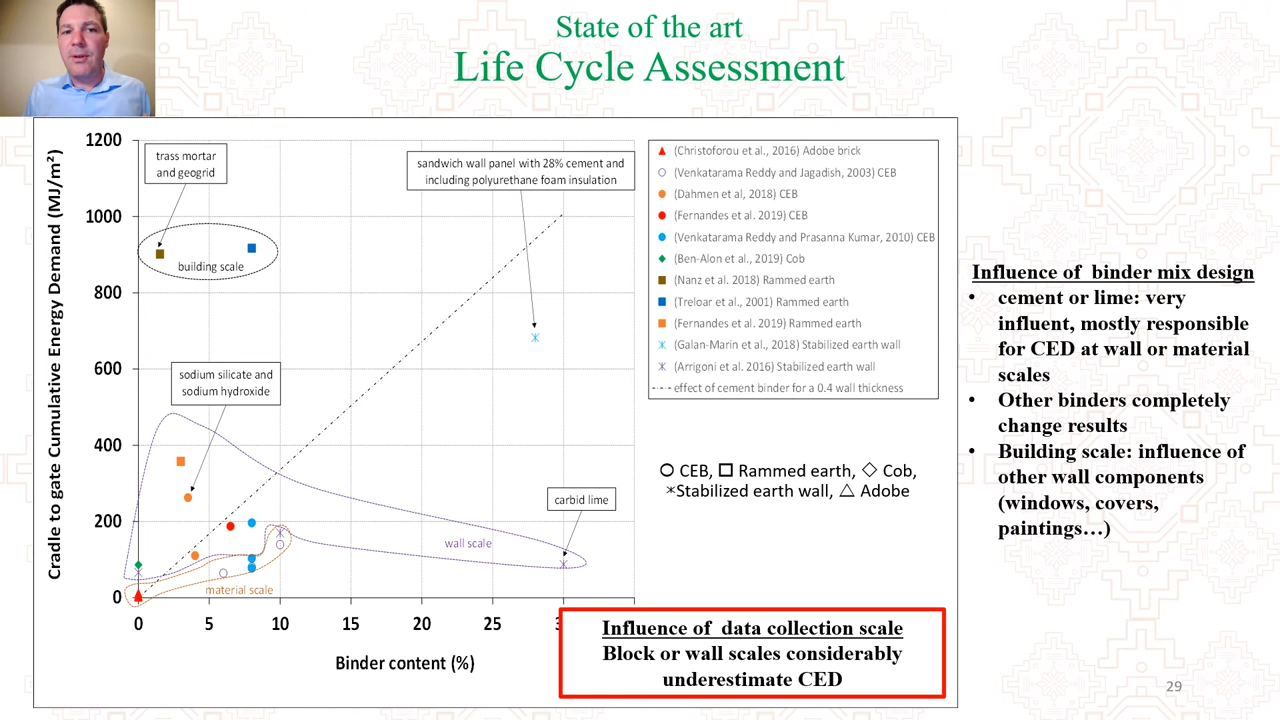 State of the art
Life Cycle Assessment
Cradle to gate Cumulative Energy Demand (MJ/m²)
1200
1000
800
600
400
200
0
trass mortar
and geogrid
building scale
sandwich wall panel with 28% cement and
including polyurethane foam insulation
sodium silicate and
sodium hydroxide
carbid lime
wall scale
material scale
0 5 10 15 20 25
Binder content (%)
(Christoforou et al., 2016) Adobe brick
(Venkatarama Reddy and Jagadish, 2003) CEB
(Dahmen et al, 2018) CEB
(Fernandes et al. 2019) CEB
(Venkatarama Reddy and Prasanna Kumar, 2010) CEB
(Ben-Alon et al., 2019) Cob
(Nanz et al. 2018) Rammed earth
(Treloar et al., 2001) Rammed earth
(Fernandes et al. 2019) Rammed earth
(Galan-Marin et al., 2018) Stabilized earth wall
(Arrigoni et al. 2016) Stabilized earth wall
effect of cement binder for a 0.4 wall thickness
CEB, Rammed earth, Cob,
*Stabilized earth wall, Adobe
Influence of data collection scale
Block or wall scales considerably
underestimate CED
Influence of binder mix design
• cement or lime: very
influent, mostly responsible
for CED at wall or material
scales
• Other binders completely
change results
• Building scale: influence of
other wall components
(windows, covers,
paintings…)
29